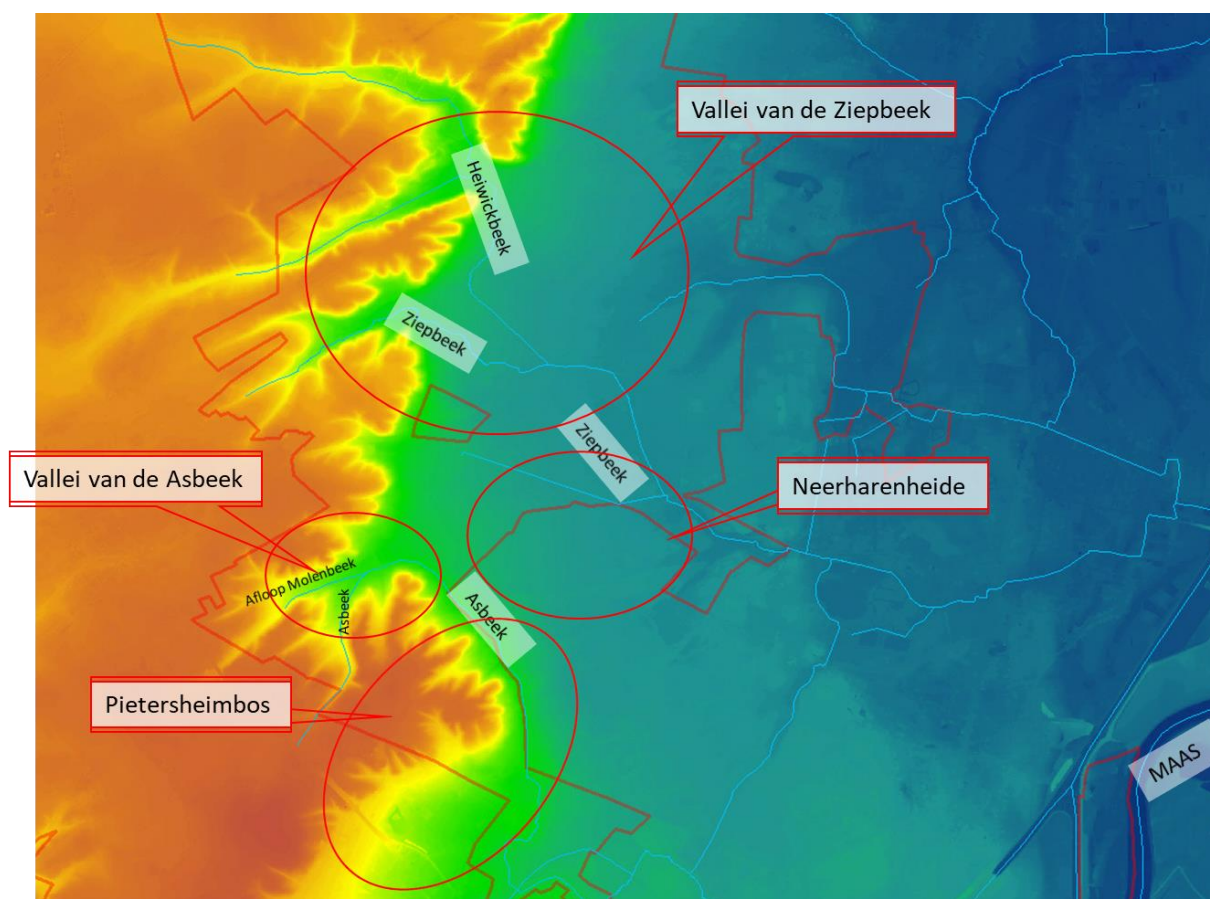 Vallei van de Ziepbeek
Heiwickbeek
Ziepbeek
Ziepbeek
Vallei van de Asbeek
Neerharenheide
Afloop Molenbeek
Asbeek
Asbeek
Pietersheimbos
MAAS